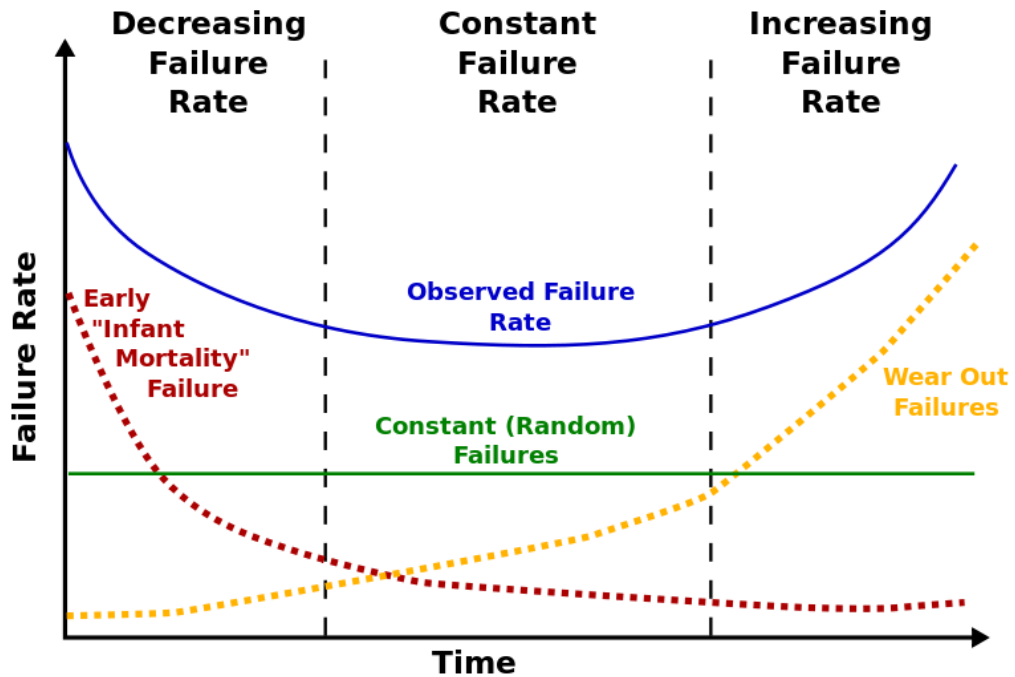 Decreasing
Failure
Rate
Constant
Failure
Rate
Increasing
Failure
Rate
Failure Rate
Early
"Infant
Mortality"
Failure
Observed Failure
Rate
Constant (Random)
Failures
Wear Out
Failures
Time